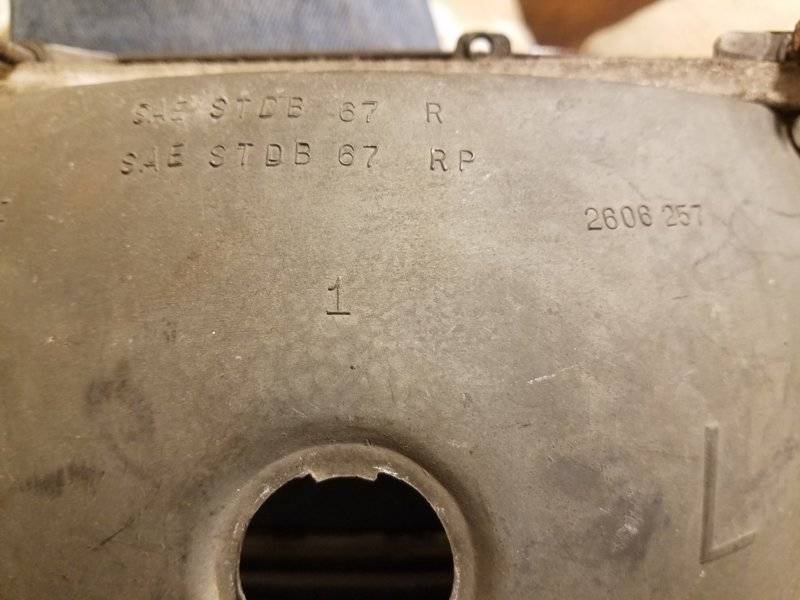 SAE STDB 67 R
SAE STDB 67 RP
2606 257
1
L